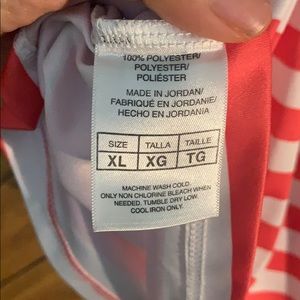 100% POLYESTER/
POLYESTER/
POLIÉSTER
MADE IN JORDAN/
FABRIQUÉ EN JORDANIE/
HECHO EN JORDANIA
SIZE TALLA TAILLE
XL XG TG
MACHINE WASH COLD.
ONLY NON CHLORINE BLEACH WHEN
NEEDED. TUMBLE DRY LOW.
COOL IRON ONLY.